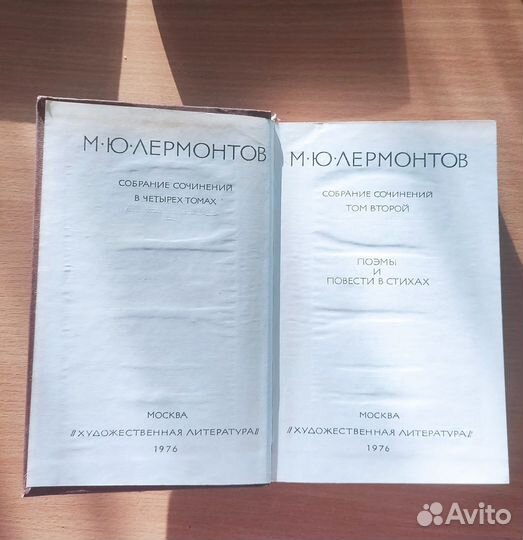 М·Ю·ЛЕРМОНТОВ
СОБРАНИЕ СОЧИНЕНИЙ
В ЧЕТЫРЕХ ТОМАХ
МОСКВА
//ХУДОЖЕСТВЕННАЯ ЛИТЕРАТУРА//
1976
М·Ю·ЛЕРМОНТОВ
СОБРАНИЕ СОЧИНЕНИЙ
ТОМ ВТОРОЙ
ПОЭМЫ
И
ПОВЕСТИ В СТИХАХ
МОСКВА
//ХУДОЖЕСТВЕННАЯ ЛИТЕРАТУРА//
1976
Avito